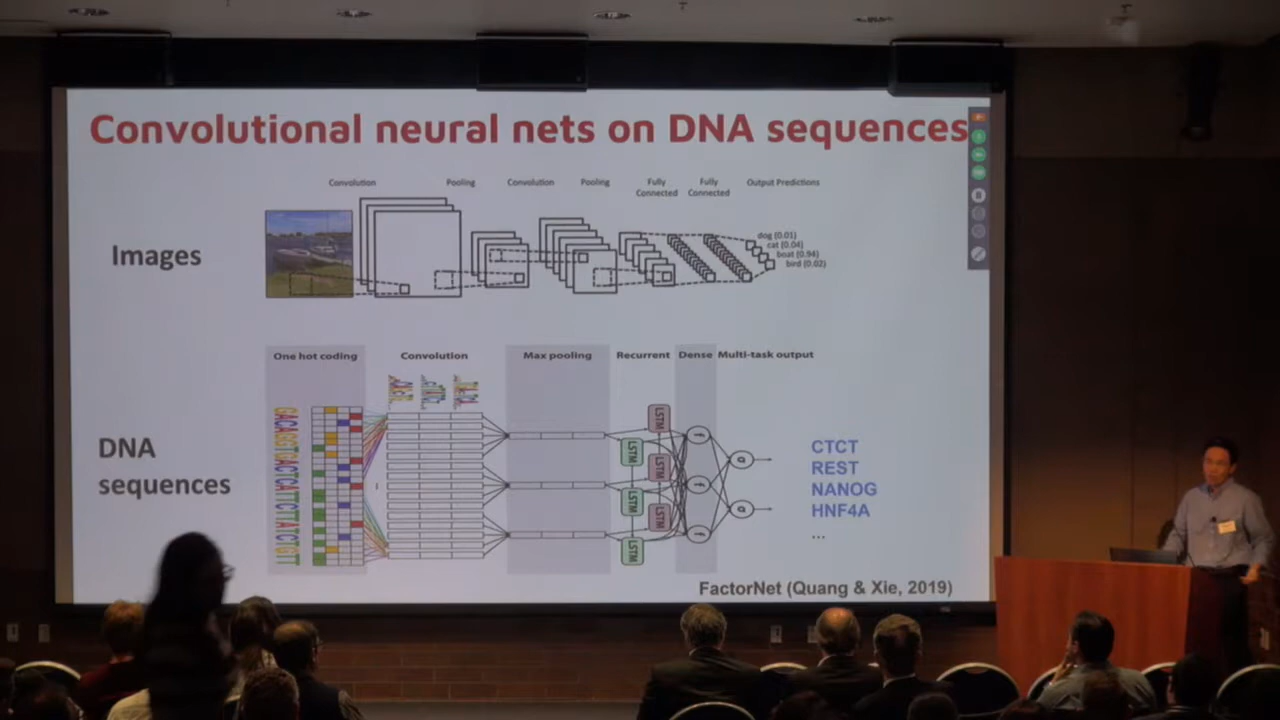 Convolutional neural nets on DNA sequences
Convolution
Pooling
Convolution
Pooling
Fully
Connected
Fully
Connected
Output Predictions
Images
dog (0.01)
cat (0.04)
boat (0.94)
bird (0.02)
One hot coding
Convolution
Max pooling
Recurrent
Dense
Multi-task output
DNA
sequences
LSTM
LSTM
LSTM
LSTM
LSTM
LSTM
CTCT
REST
NANOG
HNF4A
...
FactorNet (Quang & Xie, 2019)